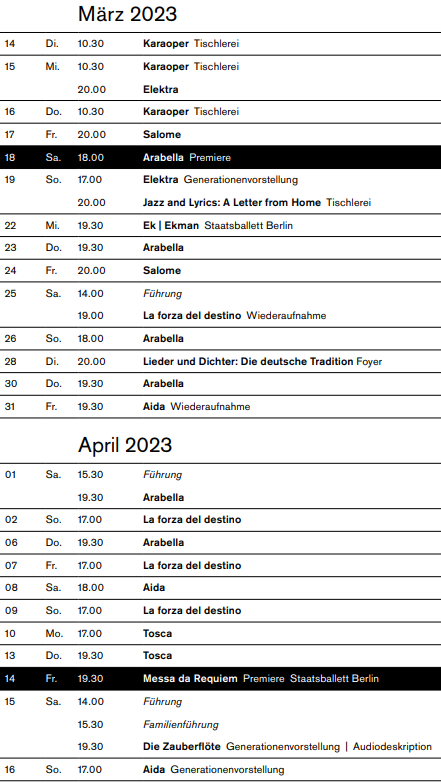 März 2023
14 Di. 10.30 Karaoper Tischlerei
15 Mi. 10.30 Karaoper Tischlerei
20.00 Elektra
16 Do. 10.30 Karaoper Tischlerei
17 Fr. 20.00 Salome
18 Sa. 18.00 Arabella Premiere
19 So. 17.00 Elektra Generationenvorstellung
20.00 Jazz and Lyrics: A Letter from Home Tischlerei
22 Mi. 19.30 Ek | Ekman Staatsballett Berlin
23 Do. 19.30 Arabella
24 Fr. 20.00 Salome
25 Sa. 14.00 Führung
19.00 La forza del destino Wiederaufnahme
26 So. 18.00 Arabella
28 Di. 20.00 Lieder und Dichter: Die deutsche Tradition Foyer
30 Do. 19.30 Arabella
31 Fr. 19.30 Aida Wiederaufnahme
April 2023
01 Sa. 15.30 Führung
19.30 Arabella
02 So. 17.00 La forza del destino
06 Do. 19.30 Arabella
07 Fr. 17.00 La forza del destino
08 Sa. 18.00 Aida
09 So. 17.00 La forza del destino
10 Mo. 17.00 Tosca
13 Do. 19.30 Tosca
14 Fr. 19.30 Messa da Requiem Premiere Staatsballett Berlin
15 Sa. 14.00 Führung
15.30 Familienführung
19.30 Die Zauberflöte Generationenvorstellung | Audiodeskription
16 So. 17.00 Aida Generationenvorstellung